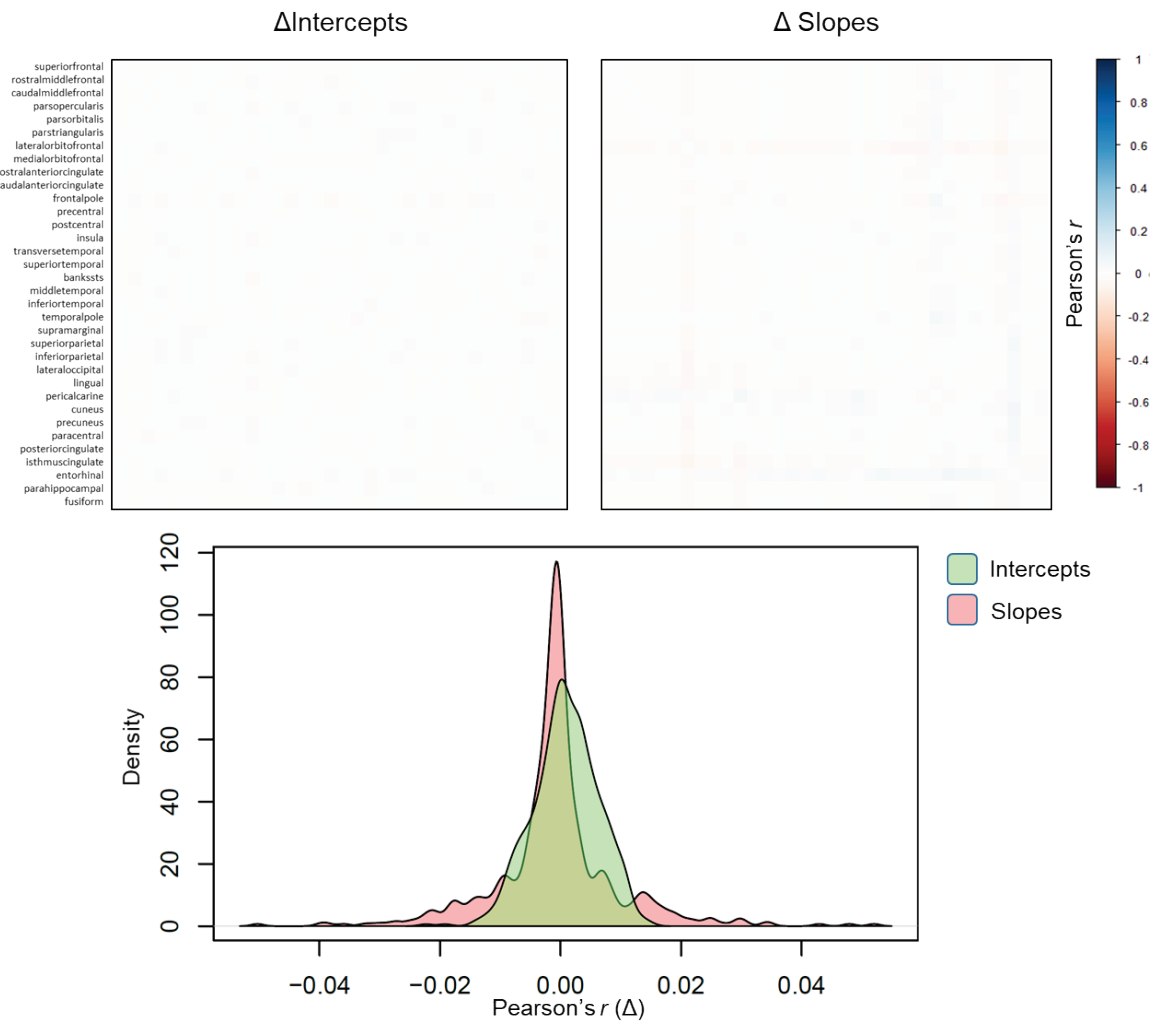 ΔIntercepts
Δ Slopes
superiorfrontal
rostralmiddlefrontal
caudalmiddlefrontal
parsopercularis
parsorbitalis
parstriangularis
lateralorbitofrontal
medialorbitofrontal
ostralanteriorcingulate
audalanteriorcingulate
frontalpole
precentral
postcentral
insula
transversetemporal
superiortemporal
bankssts
middletemporal
inferiortemporal
temporalpole
supramarginal
superiorparietal
inferiorparietal
lateraloccipital
lingual
pericalcarine
cuneus
precuneus
paracentral
posteriorcingulate
isthmuscingulate
entorhinal
parahippocampal
fusiform
Pearson's r
1
0.8
0.6
0.4
0.2
0
-0.2
-0.4
-0.6
-0.8
-1
Density
120
100
80
60
40
20
0
−0.04
−0.02
0.00
0.02
0.04
Pearson's r (Δ)
Intercepts
Slopes